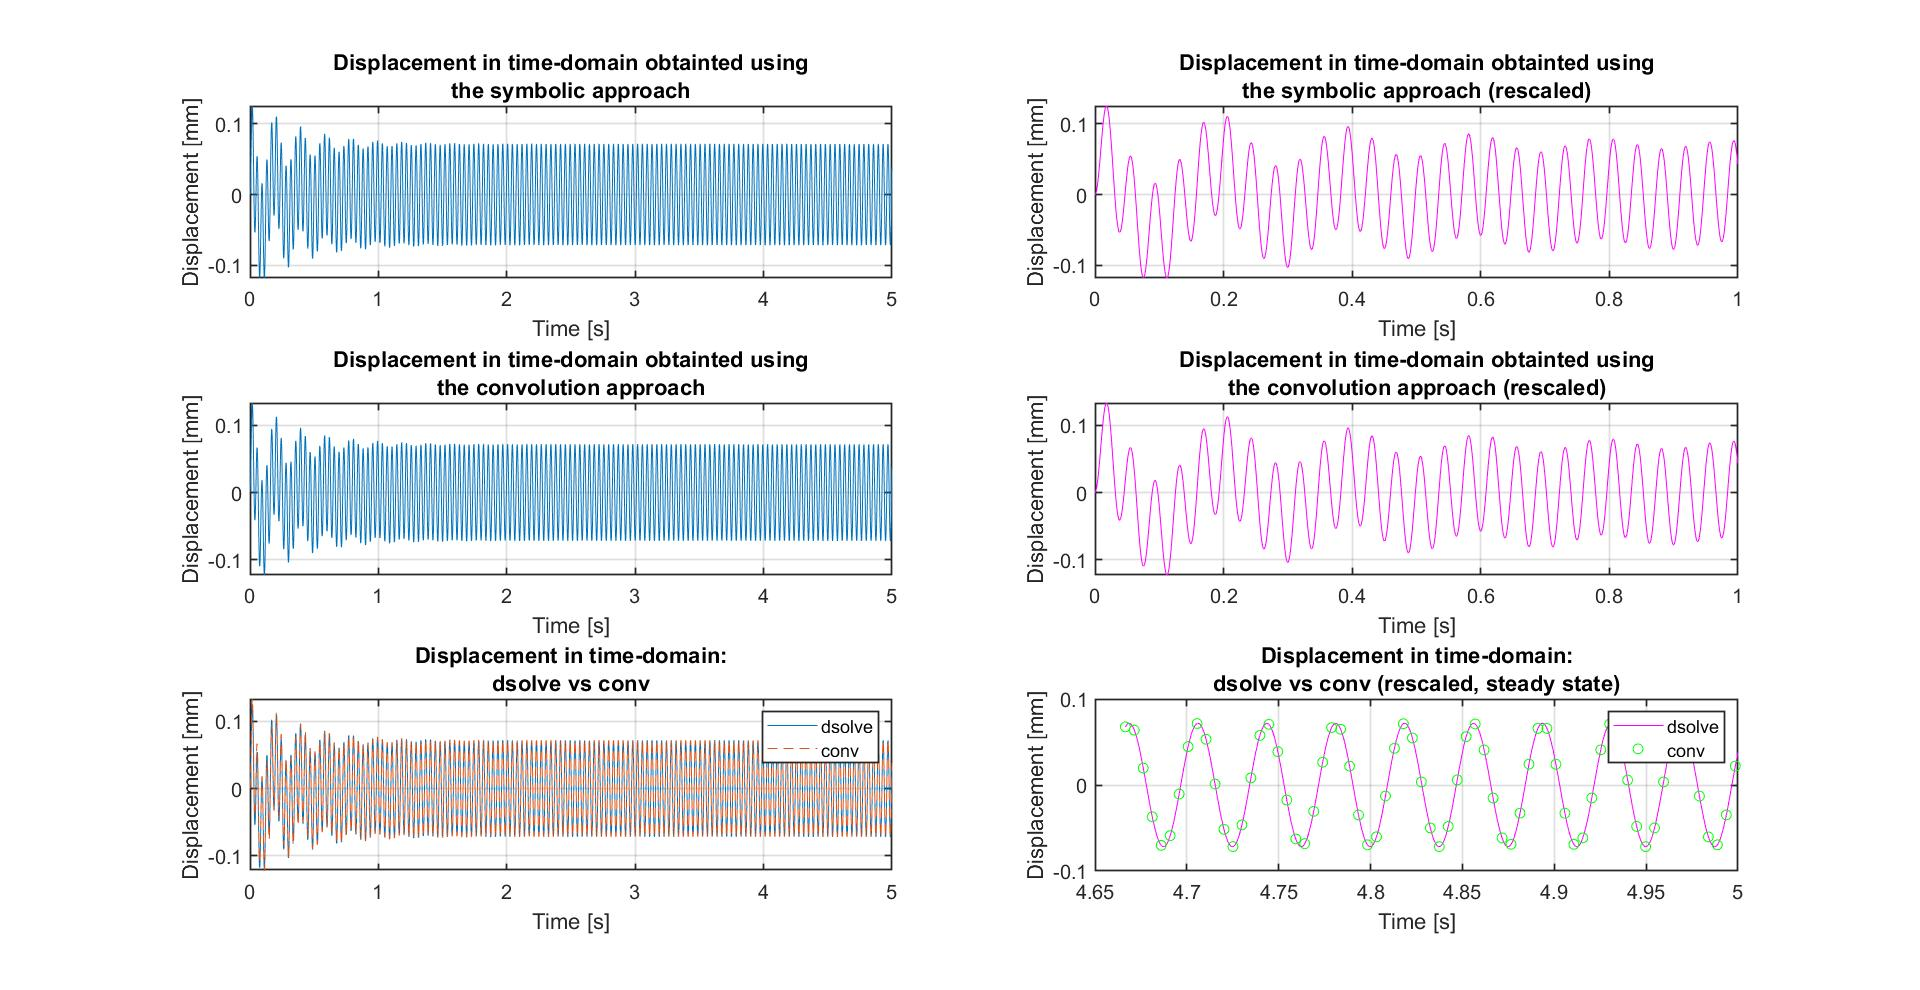 Displacement in time-domain obtainted using
the symbolic approach
Displacement [mm]
0.1
0
-0.1
0 1 2 3 4 5
Time [s]
Displacement in time-domain obtainted using
the symbolic approach (rescaled)
Displacement [mm]
0.1
0
-0.1
0 0.2 0.4 0.6 0.8 1
Time [s]
Displacement in time-domain obtainted using
the convolution approach
Displacement [mm]
0.1
0
-0.1
0 1 2 3 4 5
Time [s]
Displacement in time-domain obtainted using
the convolution approach (rescaled)
Displacement [mm]
0.1
0
-0.1
0 0.2 0.4 0.6 0.8 1
Time [s]
Displacement in time-domain:
dsolve vs conv
Displacement [mm]
0.1
0
-0.1
dsolve
conv
0 1 2 3 4 5
Time [s]
Displacement in time-domain:
dsolve vs conv (rescaled, steady state)
Displacement [mm]
0.1
0
-0.1
dsolve
conv
4.65 4.7 4.75 4.8 4.85 4.9 4.95 5
Time [s]